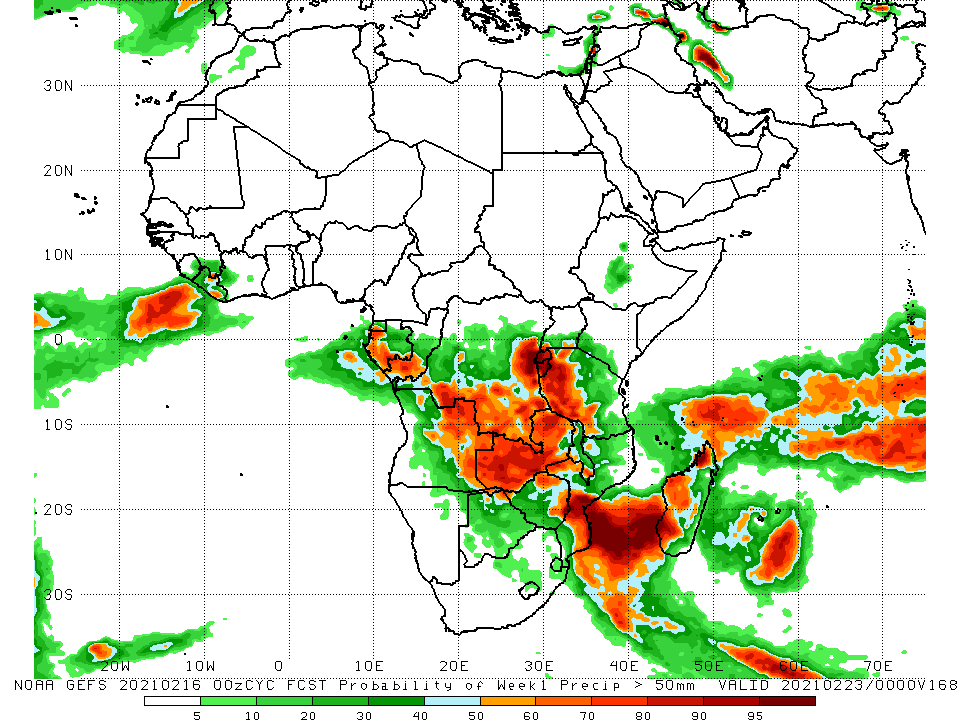 30N
20N
10N
0
10S
20S
30S
20W 10W 0 10E 20E 30E 40E 50E 60E 70E
NOAA GEFS 20210216 00zCYC FCST Probability of Week1 Precip > 50mm VALID 20210223/0000V168
5 10 20 30 40 50 60 70 80 90 95